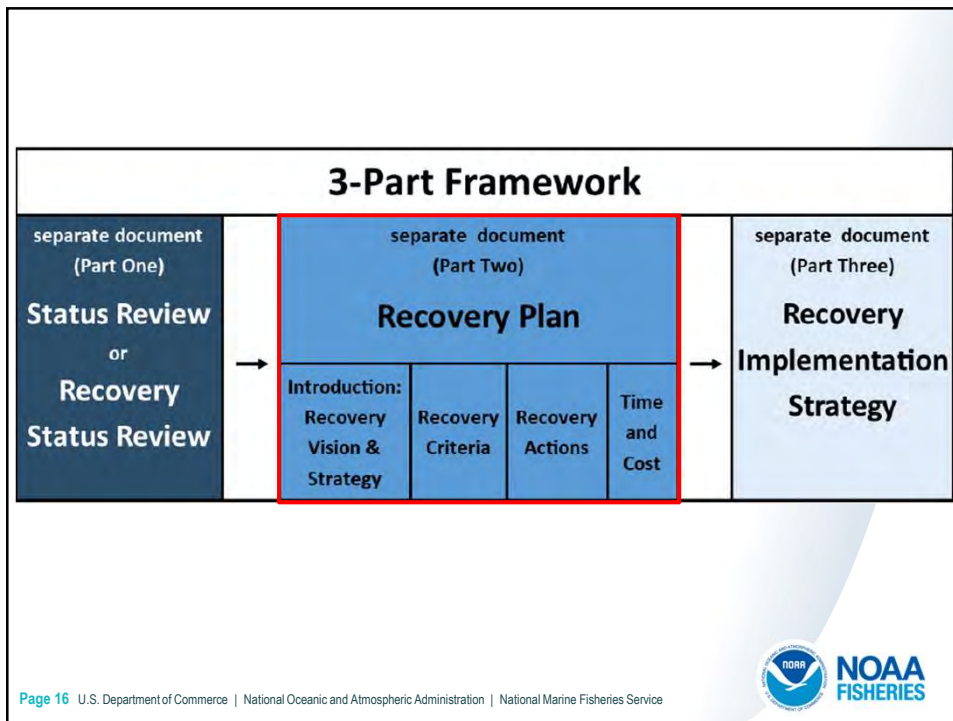 3-Part Framework
separate document
(Part One)
Status Review
or
Recovery
Status Review
→
separate document
(Part Two)
Recovery Plan
Introduction:
Recovery
Vision &
Strategy
Recovery
Criteria
Recovery
Actions
Time
and
Cost
→
separate document
(Part Three)
Recovery
Implementation
Strategy
NOAA
NOAA
FISHERIES
Page 16 U.S. Department of Commerce | National Oceanic and Atmospheric Administration | National Marine Fisheries Service